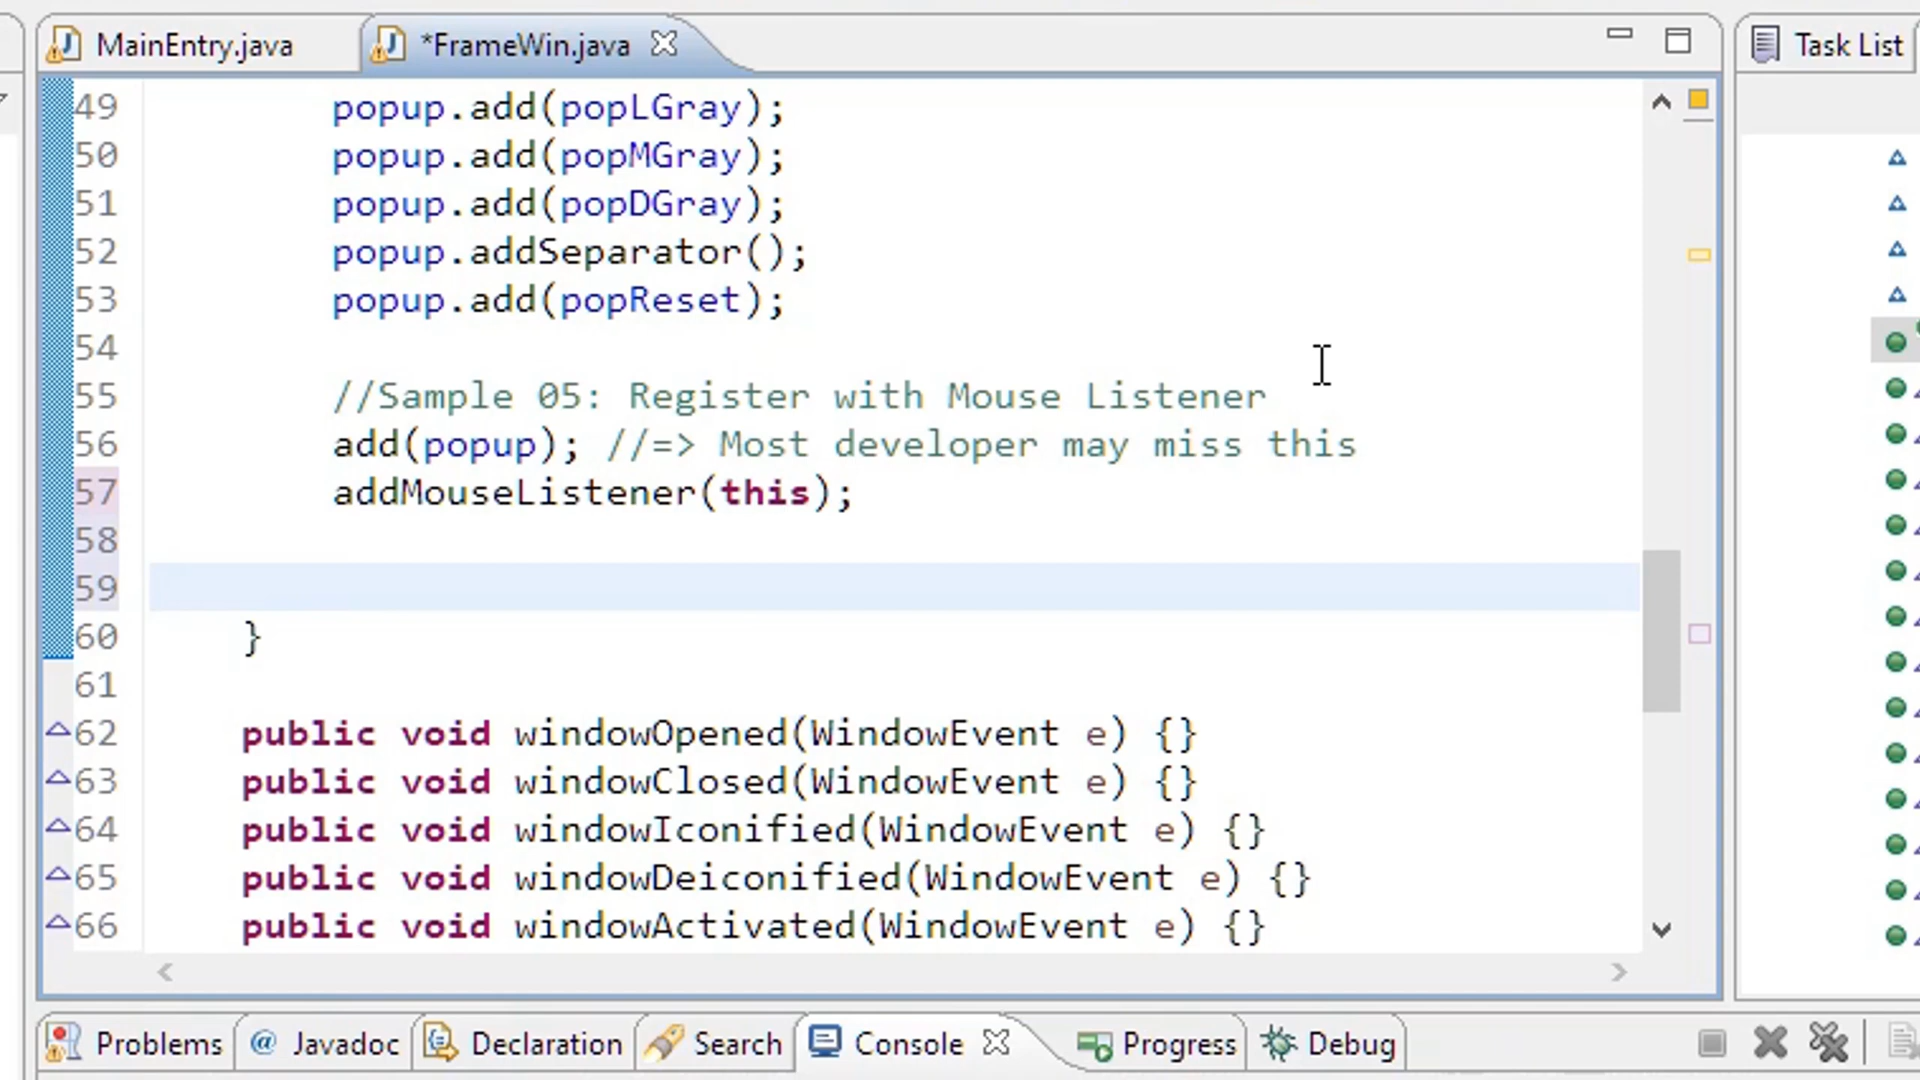 MainEntry.java
*FrameWin.java
Task List
49 popup.add(popLGray);
50 popup.add(popMGray);
51 popup.add(popDGray);
52 popup.addSeparator();
53 popup.add(popReset);
54
55 //Sample 05: Register with Mouse Listener
56 add(popup); //=> Most developer may miss this
57 addMouseListener(this);
58
59
60 }
61
62 public void windowOpened(WindowEvent e) {}
63 public void windowClosed(WindowEvent e) {}
64 public void windowIconified(WindowEvent e) {}
65 public void windowDeiconified(WindowEvent e) {}
66 public void windowActivated(WindowEvent e) {}
Problems
@ Javadoc
Declaration
Search
Console
Progress
Debug